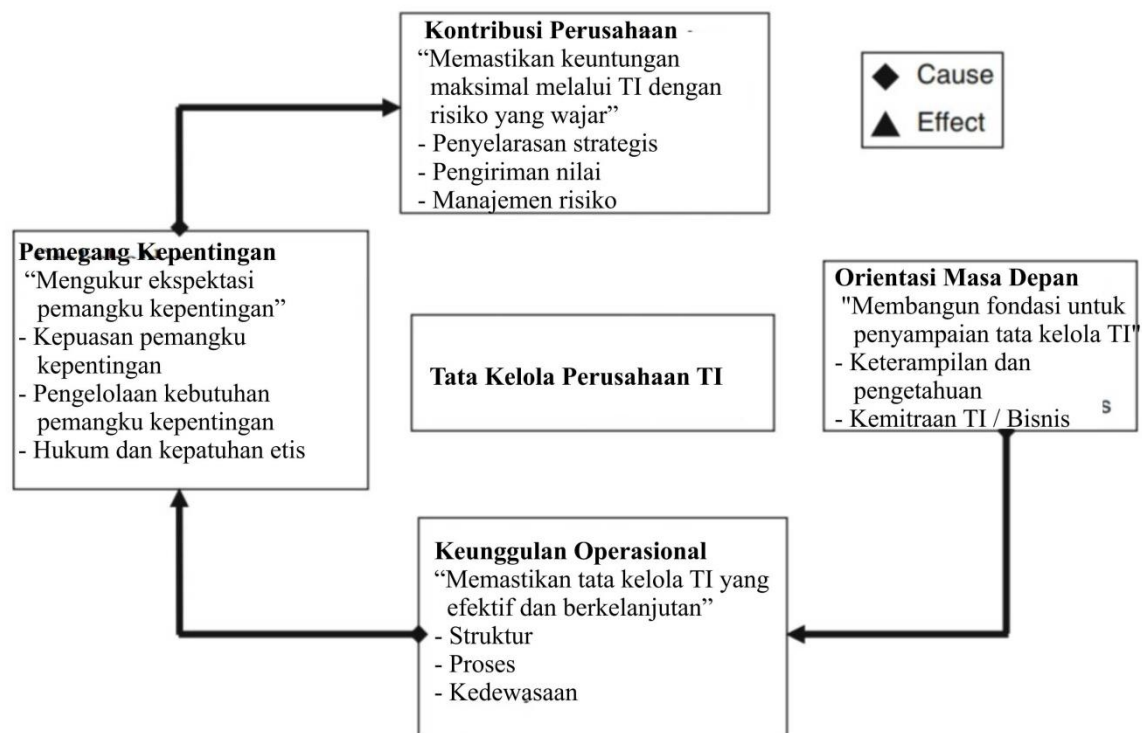 Kontribusi Perusahaan -
“Memastikan keuntungan
maksimal melalui TI dengan
risiko yang wajar”
- Penyelarasan strategis
- Pengiriman nilai
- Manajemen risiko
Cause
Effect
Pemegang Kepentingan
“Mengukur ekspektasi
pemangku kepentingan”
- Kepuasan pemangku
kepentingan
- Pengelolaan kebutuhan
pemangku kepentingan
- Hukum dan kepatuhan etis
Tata Kelola Perusahaan TI
Orientasi Masa Depan
"Membangun fondasi untuk
penyampaian tata kelola TI"
- Keterampilan dan
pengetahuan
s
- Kemitraan TI / Bisnis
Keunggulan Operasional
“Memastikan tata kelola TI yang
efektif dan berkelanjutan”
- Struktur
- Proses
- Kedewasaan